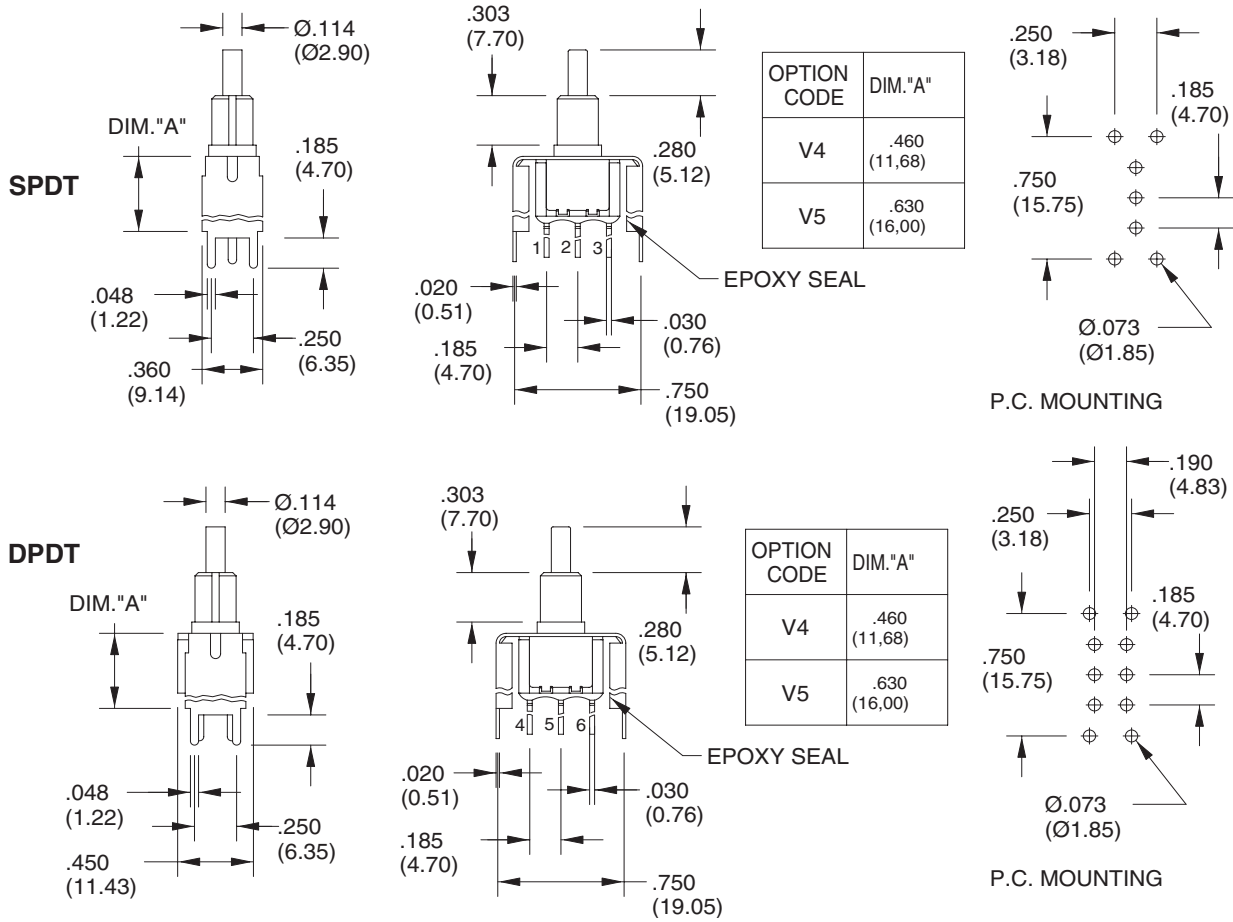 SPDT
Ø.114
(Ø2.90)
DIM."A"
.185
(4.70)
.048
(1.22)
.250
(6.35)
.360
(9.14)
.303
(7.70)
.280
(5.12)
1 2 3
EPOXY SEAL
.020
(0.51)
.030
(0.76)
.185
(4.70)
.750
(19.05)
OPTION CODE DIM."A"
V4 .460 (11,68)
V5 .630 (16,00)
.250
(3.18)
.185
(4.70)
.750
(15.75)
Ø.073
(Ø1.85)
P.C. MOUNTING
DPDT
Ø.114
(Ø2.90)
DIM."A"
.185
(4.70)
.048
(1.22)
.250
(6.35)
.450
(11.43)
.303
(7.70)
.280
(5.12)
4 5 6
EPOXY SEAL
.020
(0.51)
.030
(0.76)
.185
(4.70)
.750
(19.05)
OPTION CODE DIM."A"
V4 .460 (11,68)
V5 .630 (16,00)
.190
(4.83)
.250
(3.18)
.185
(4.70)
.750
(15.75)
Ø.073
(Ø1.85)
P.C. MOUNTING